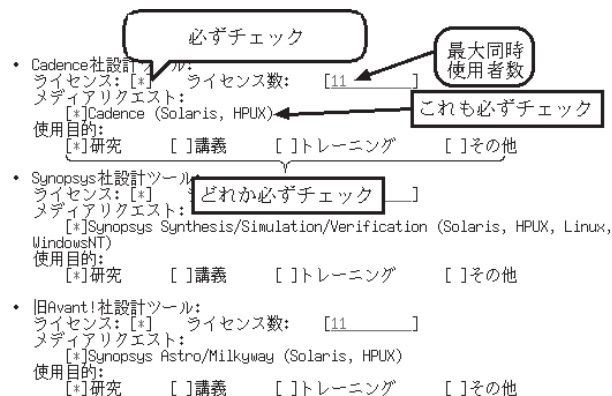 必ずチェック
最大同時
使用者数
• Cadence社設計ツール:
ライセンス: [*] ライセンス数: [11________]
メディアリクエスト:
[*]Cadence (Solaris, HPUX)
これも必ずチェック
使用目的:
[*]研究 [ ]講義 [ ]トレーニング [ ]その他
どれか必ずチェック
• Synopsys社設計ツール:
ライセンス: [*]
メディアリクエスト:
[*]Synopsys Synthesis/Simulation/Verification (Solaris, HPUX, Linux,
WindowsNT)
使用目的:
[*]研究 [ ]講義 [ ]トレーニング [ ]その他
• 旧Avant!社設計ツール:
ライセンス: [*] ライセンス数: [11________]
メディアリクエスト:
[*]Synopsys Astro/Milkyway (Solaris, HPUX)
使用目的:
[*]研究 [ ]講義 [ ]トレーニング [ ]その他